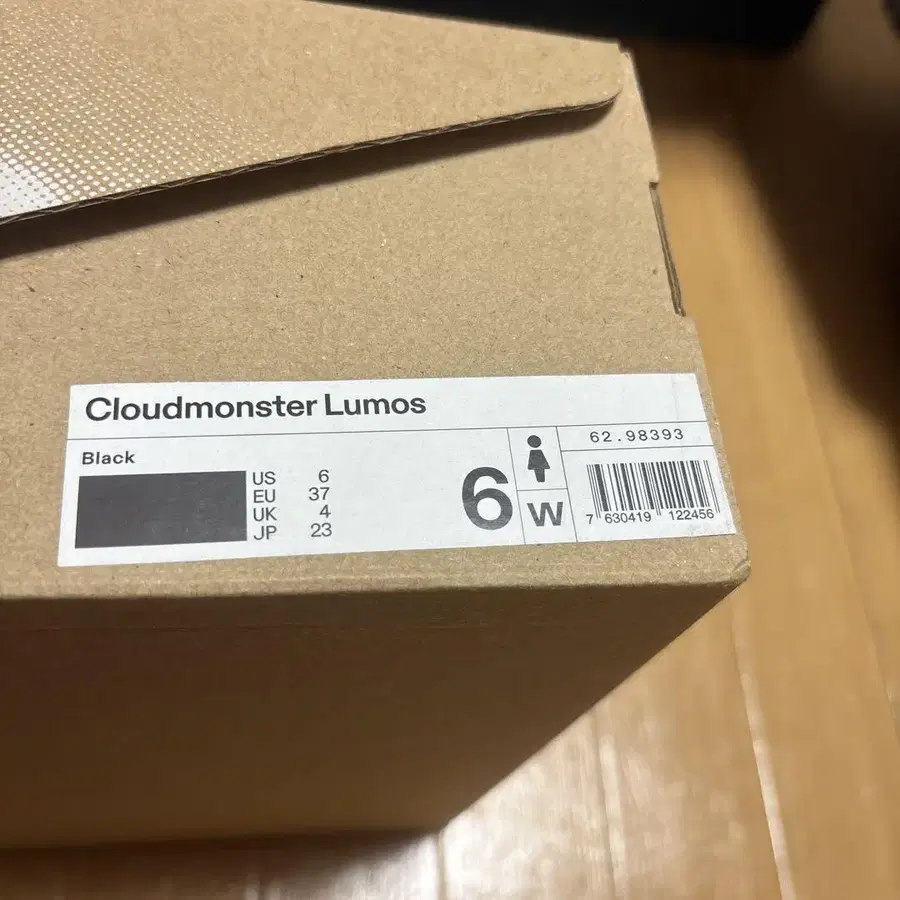 Cloudmonster Lumos
Black
US 6
EU 37
UK 4
JP 23
6
W
62.98393
7 630419 122456